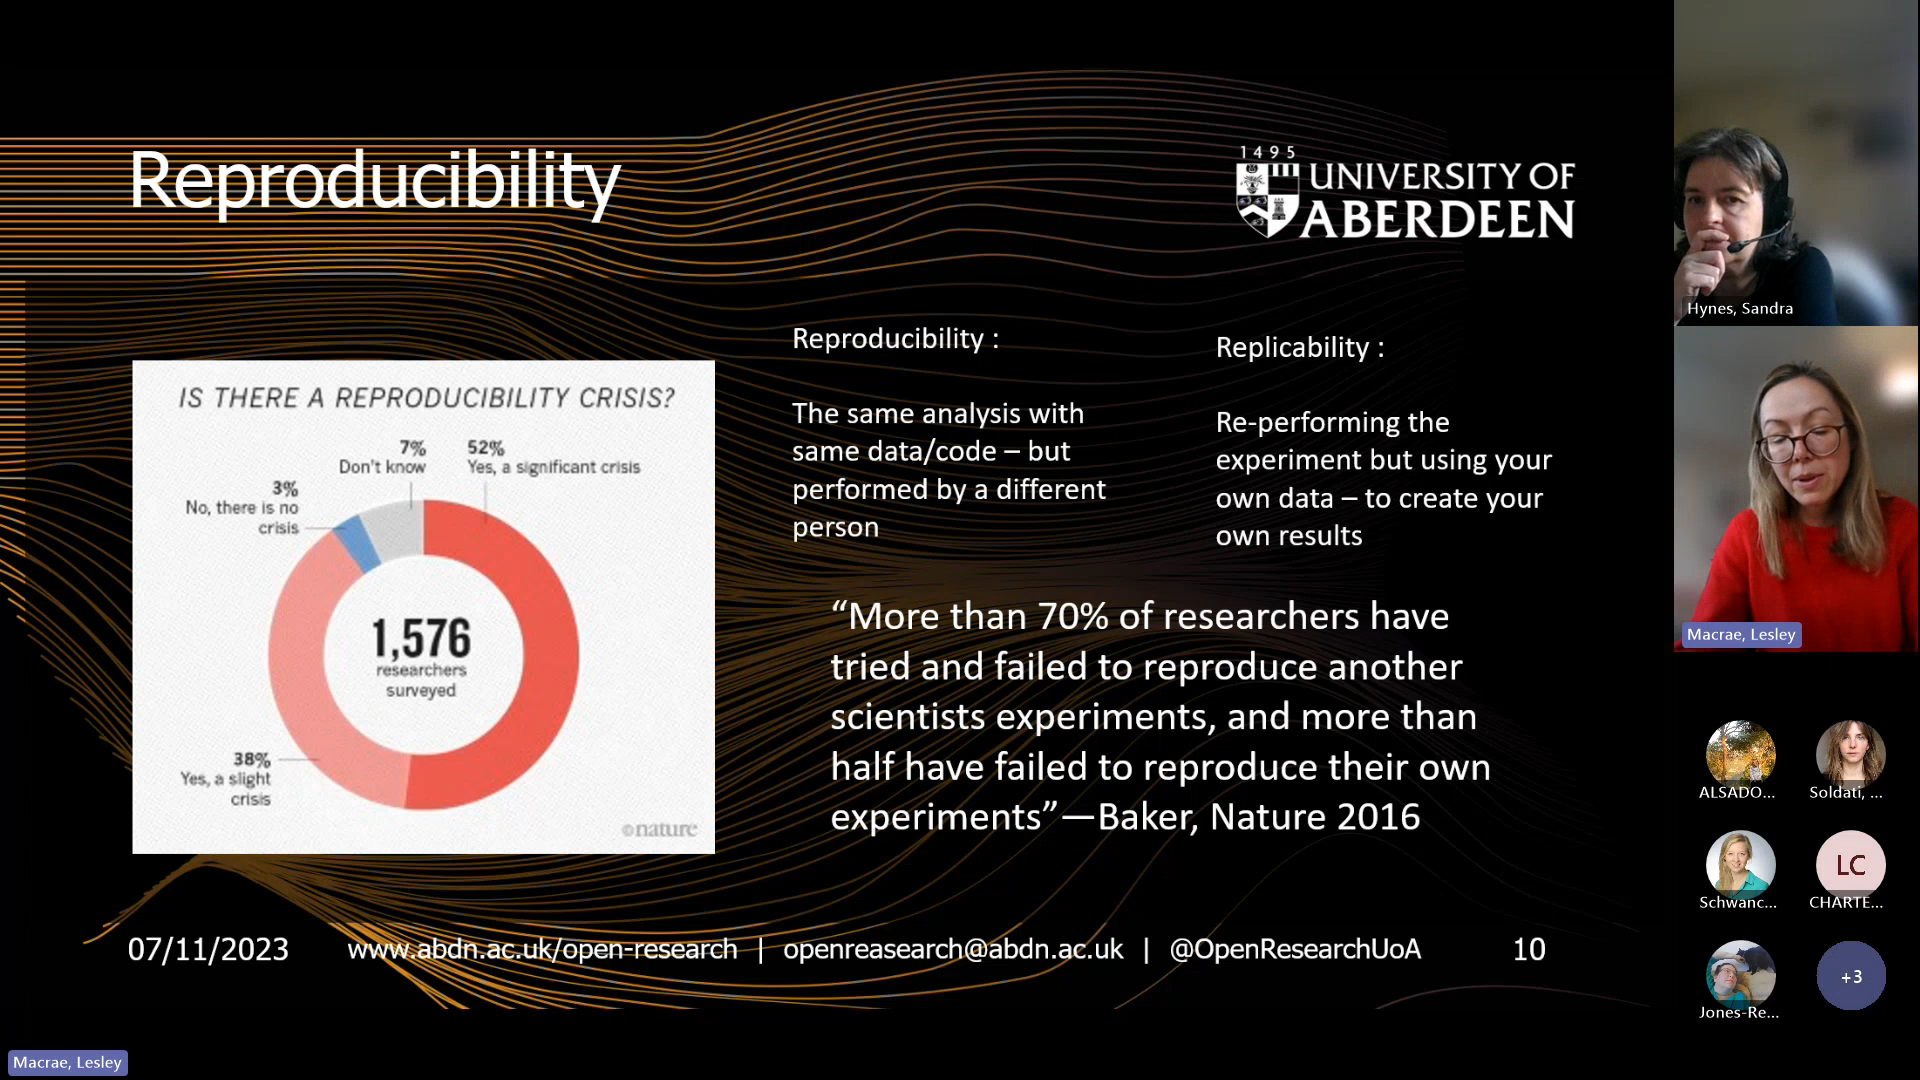 Reproducibility
1495
UNIVERSITY OF
ABERDEEN
IS THERE A REPRODUCIBILITY CRISIS?
7%
Don't know
52%
Yes, a significant crisis
3%
No, there is no
crisis
1,576
researchers
surveyed
38%
Yes, a slight
crisis
©nature
Reproducibility :
The same analysis with
same data/code – but
performed by a different
person
Replicability :
Re-performing the
experiment but using your
own data – to create your
own results
“More than 70% of researchers have
tried and failed to reproduce another
scientists experiments, and more than
half have failed to reproduce their own
experiments”—Baker, Nature 2016
07/11/2023
www.abdn.ac.uk/open-research | openreasearch@abdn.ac.uk | @OpenResearchUoA
10
Hynes, Sandra
Macrae, Lesley
ALSADO...
Soldati, ...
Schwanc...
LC
CHARTE...
Jones-Re...
+3
Macrae, Lesley